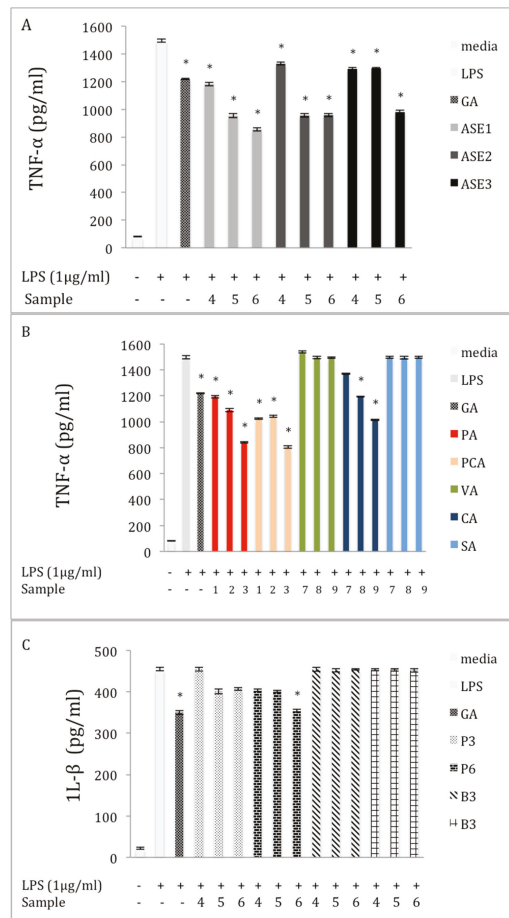 A
1600
1400
1200
1000
800
600
400
200
0
TNF-α (pg/ml)
* * * * * * * * * *
media
LPS
GA
ASE1
ASE2
ASE3
LPS (1μg/ml) - + + + + + + + + + + +
Sample - - - 4 5 6 4 5 6 4 5 6
B
1600
1400
1200
1000
800
600
400
200
0
TNF-α (pg/ml)
* * * * * * * * *
media
LPS
GA
PA
PCA
VA
CA
SA
LPS (1μg/ml) - + + + + + + + + + + + + + + + + +
Sample - - - 1 2 3 1 2 3 7 8 9 7 8 9 7 8 9
C
500
400
300
200
100
0
1L-β (pg/ml)
* *
media
LPS
GA
P3
P6
B3
B3
LPS (1μg/ml) - + + + + + + + + + + + + + +
Sample - - - 4 5 6 4 5 6 4 5 6 4 5 6